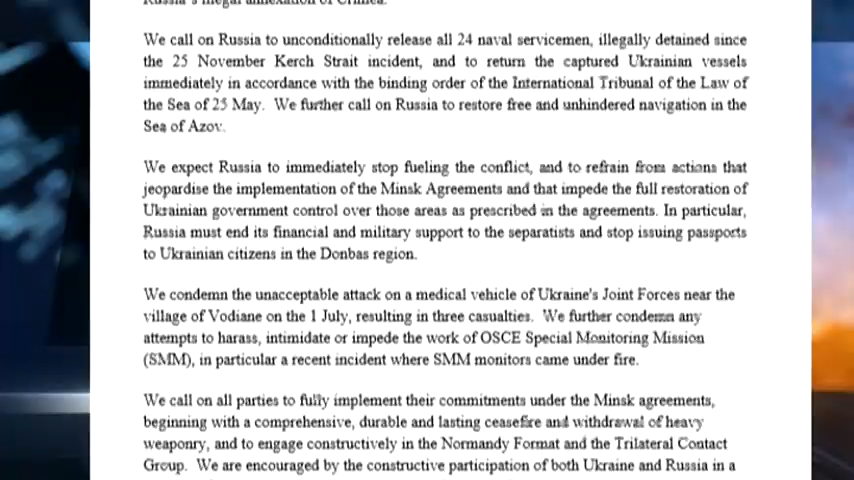 Russia's illegal annexation of Crimea.
We call on Russia to unconditionally release all 24 naval servicemen, illegally detained since
the 25 November Kerch Strait incident, and to return the captured Ukrainian vessels
immediately in accordance with the binding order of the International Tribunal of the Law of
the Sea of 25 May. We further call on Russia to restore free and unhindered navigation in the
Sea of Azov.
We expect Russia to immediately stop fueling the conflict, and to refrain from actions that
jeopardise the implementation of the Minsk Agreements and that impede the full restoration of
Ukrainian government control over those areas as prescribed in the agreements. In particular,
Russia must end its financial and military support to the separatists and stop issuing passports
to Ukrainian citizens in the Donbas region.
We condemn the unacceptable attack on a medical vehicle of Ukraine's Joint Forces near the
village of Vodiane on the 1 July, resulting in three casualties. We further condemn any
attempts to harass, intimidate or impede the work of OSCE Special Monitoring Mission
(SMM), in particular a recent incident where SMM monitors came under fire.
We call on all parties to fully implement their commitments under the Minsk agreements,
beginning with a comprehensive, durable and lasting ceasefire and withdrawal of heavy
weaponry, and to engage constructively in the Normandy Format and the Trilateral Contact
Group. We are encouraged by the constructive participation of both Ukraine and Russia in a